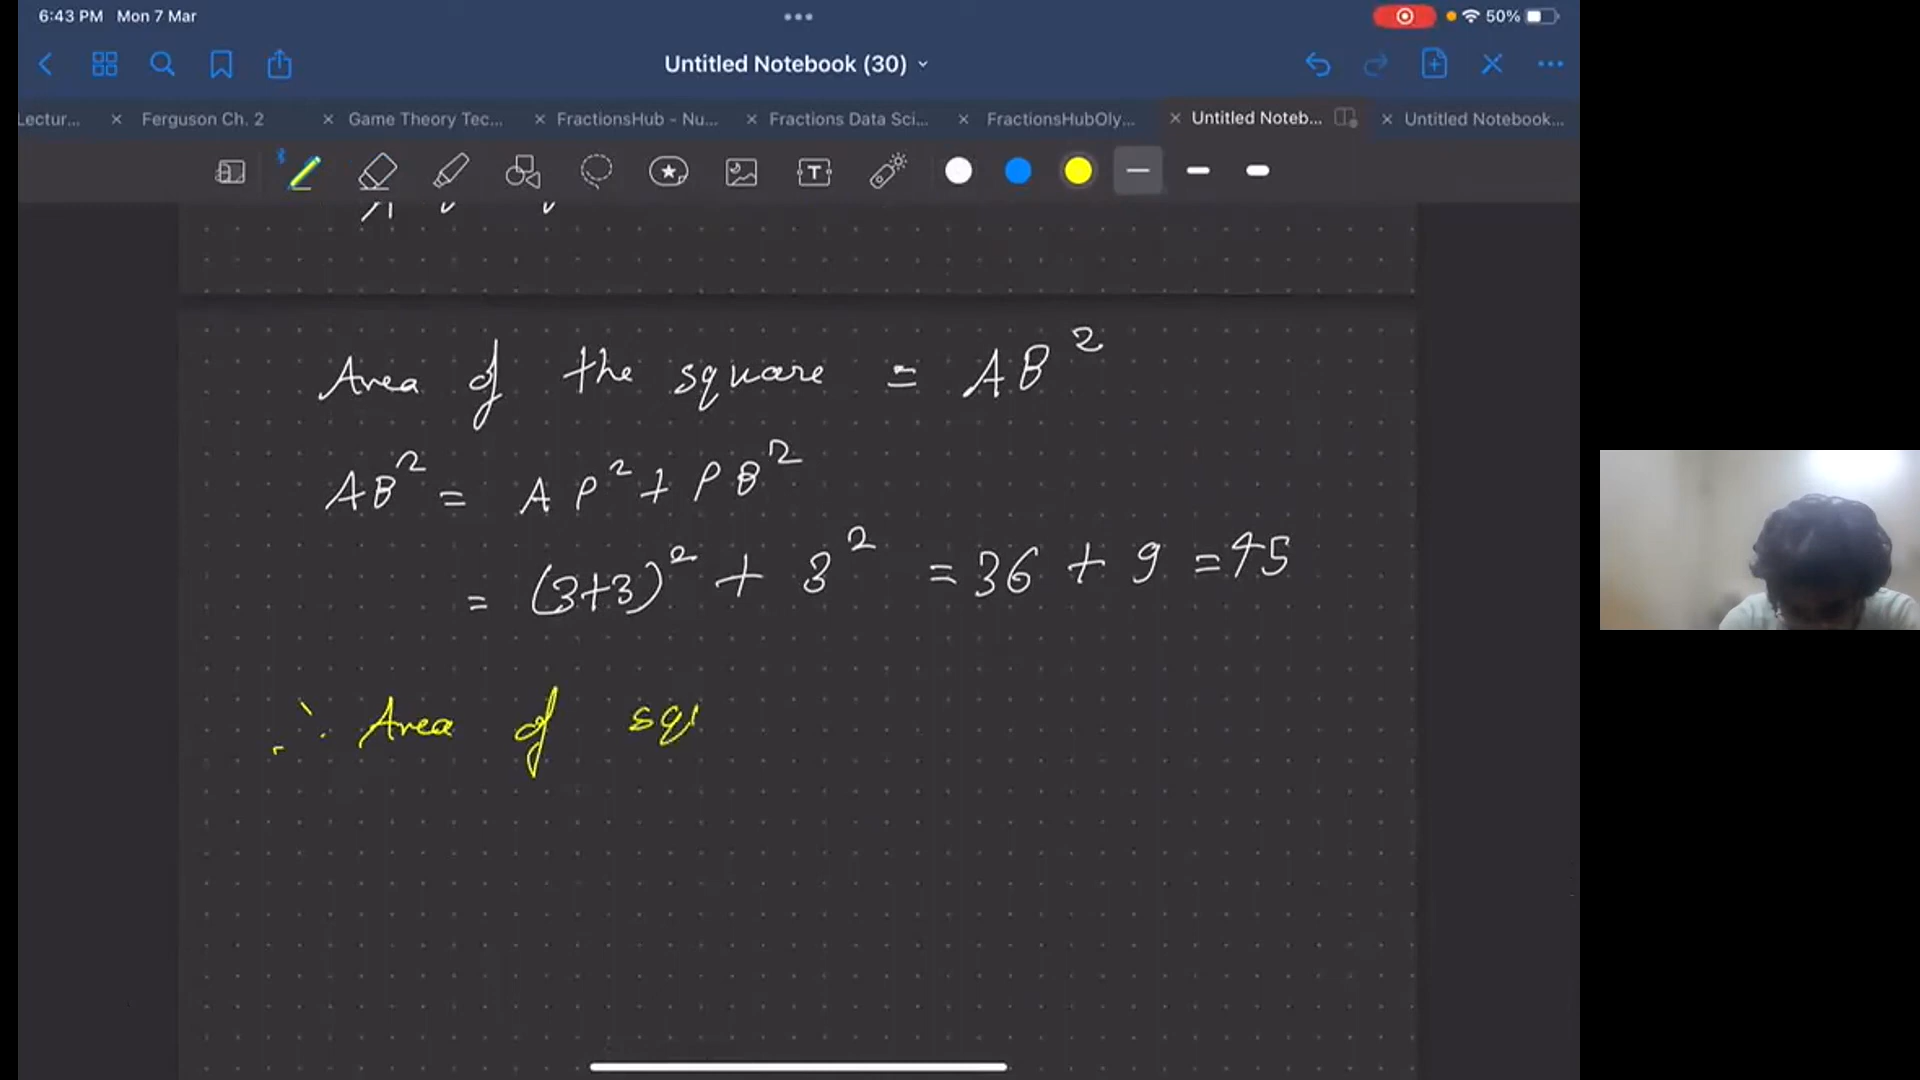 6:43 PM Mon 7 Mar
50%
Untitled Notebook (30)
Lectur... Ferguson Ch. 2 Game Theory Tec... FractionsHub - Nu... Fractions Data Sci... FractionsHubOly... Untitled Noteb... Untitled Notebook...
T
Area of the square = AB²
AB² = AP² + PB²
= (3+3)² + 3² = 36 + 9 = 45
∴ Area of squ